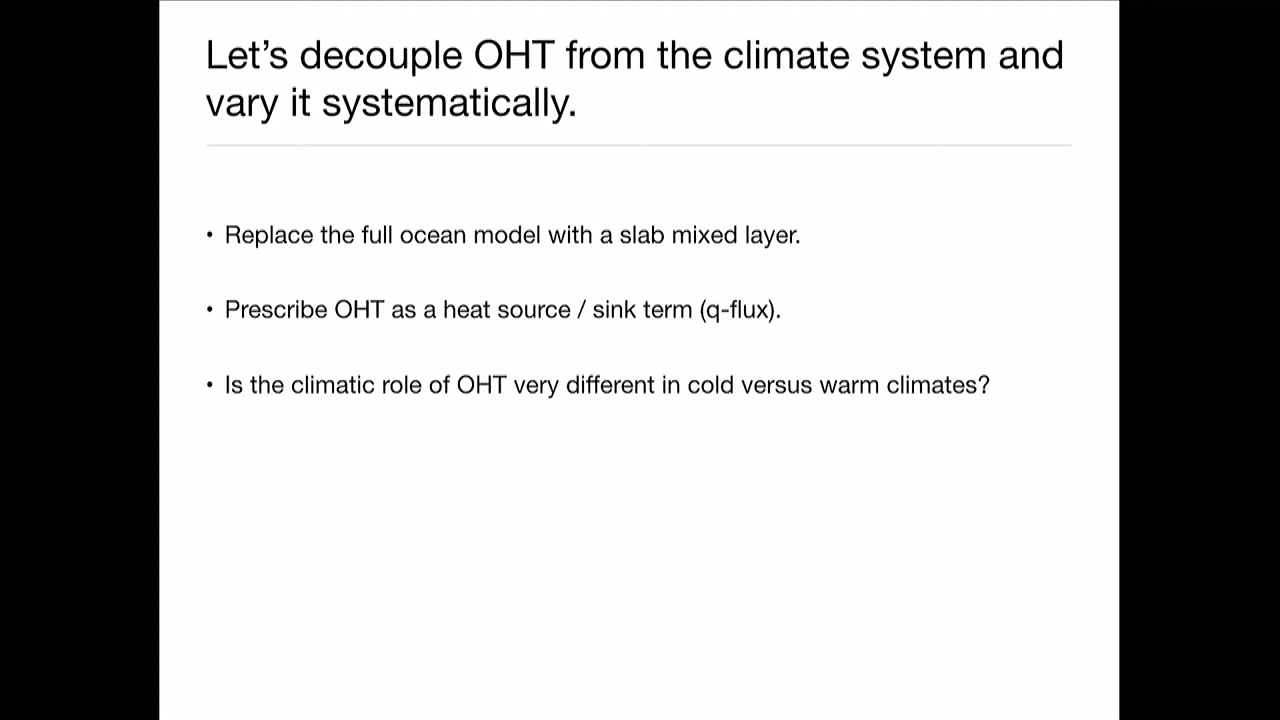 Let’s decouple OHT from the climate system and
vary it systematically.
• Replace the full ocean model with a slab mixed layer.
• Prescribe OHT as a heat source / sink term (q-flux).
• Is the climatic role of OHT very different in cold versus warm climates?